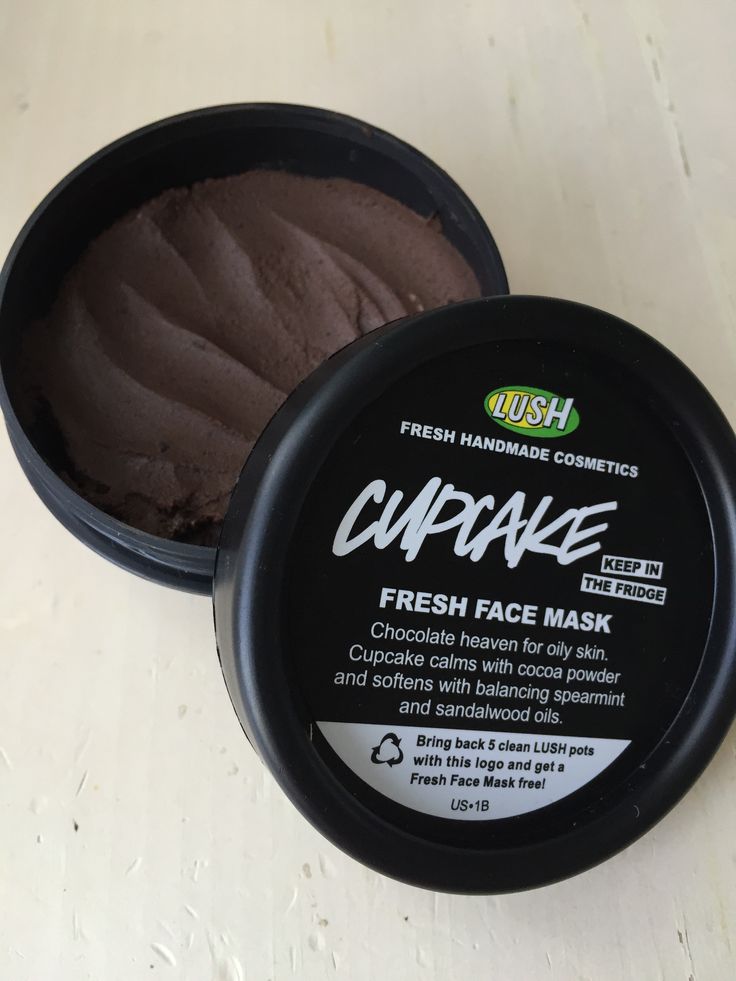 LUSH
FRESH HANDMADE COSMETICS
CUPCAKE
KEEP IN
THE FRIDGE
FRESH FACE MASK
Chocolate heaven for oily skin.
Cupcake calms with cocoa powder
and softens with balancing spearmint
and sandalwood oils.
Bring back 5 clean LUSH pots
with this logo and get a
Fresh Face Mask free!
US•1B